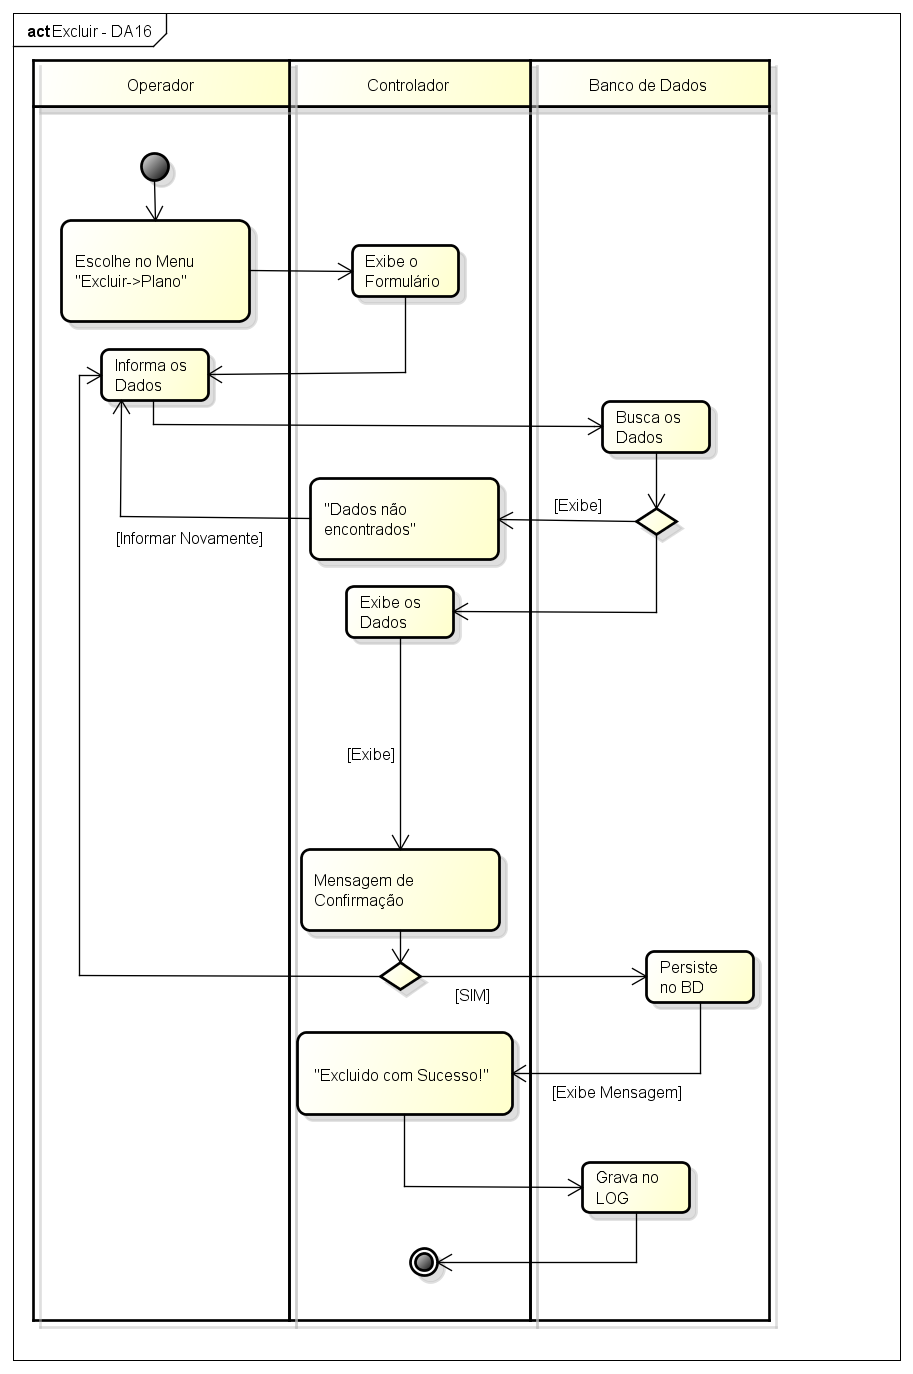 act Excluir - DA16
Operador
Controlador
Banco de Dados
Escolhe no Menu
"Excluir->Plano"
Exibe o
Formulário
Informa os
Dados
Busca os
Dados
[Exibe]
"Dados não
encontrados"
[Informar Novamente]
Exibe os
Dados
[Exibe]
Mensagem de
Confirmação
Persiste
no BD
[SIM]
"Excluido com Sucesso!"
[Exibe Mensagem]
Grava no
LOG